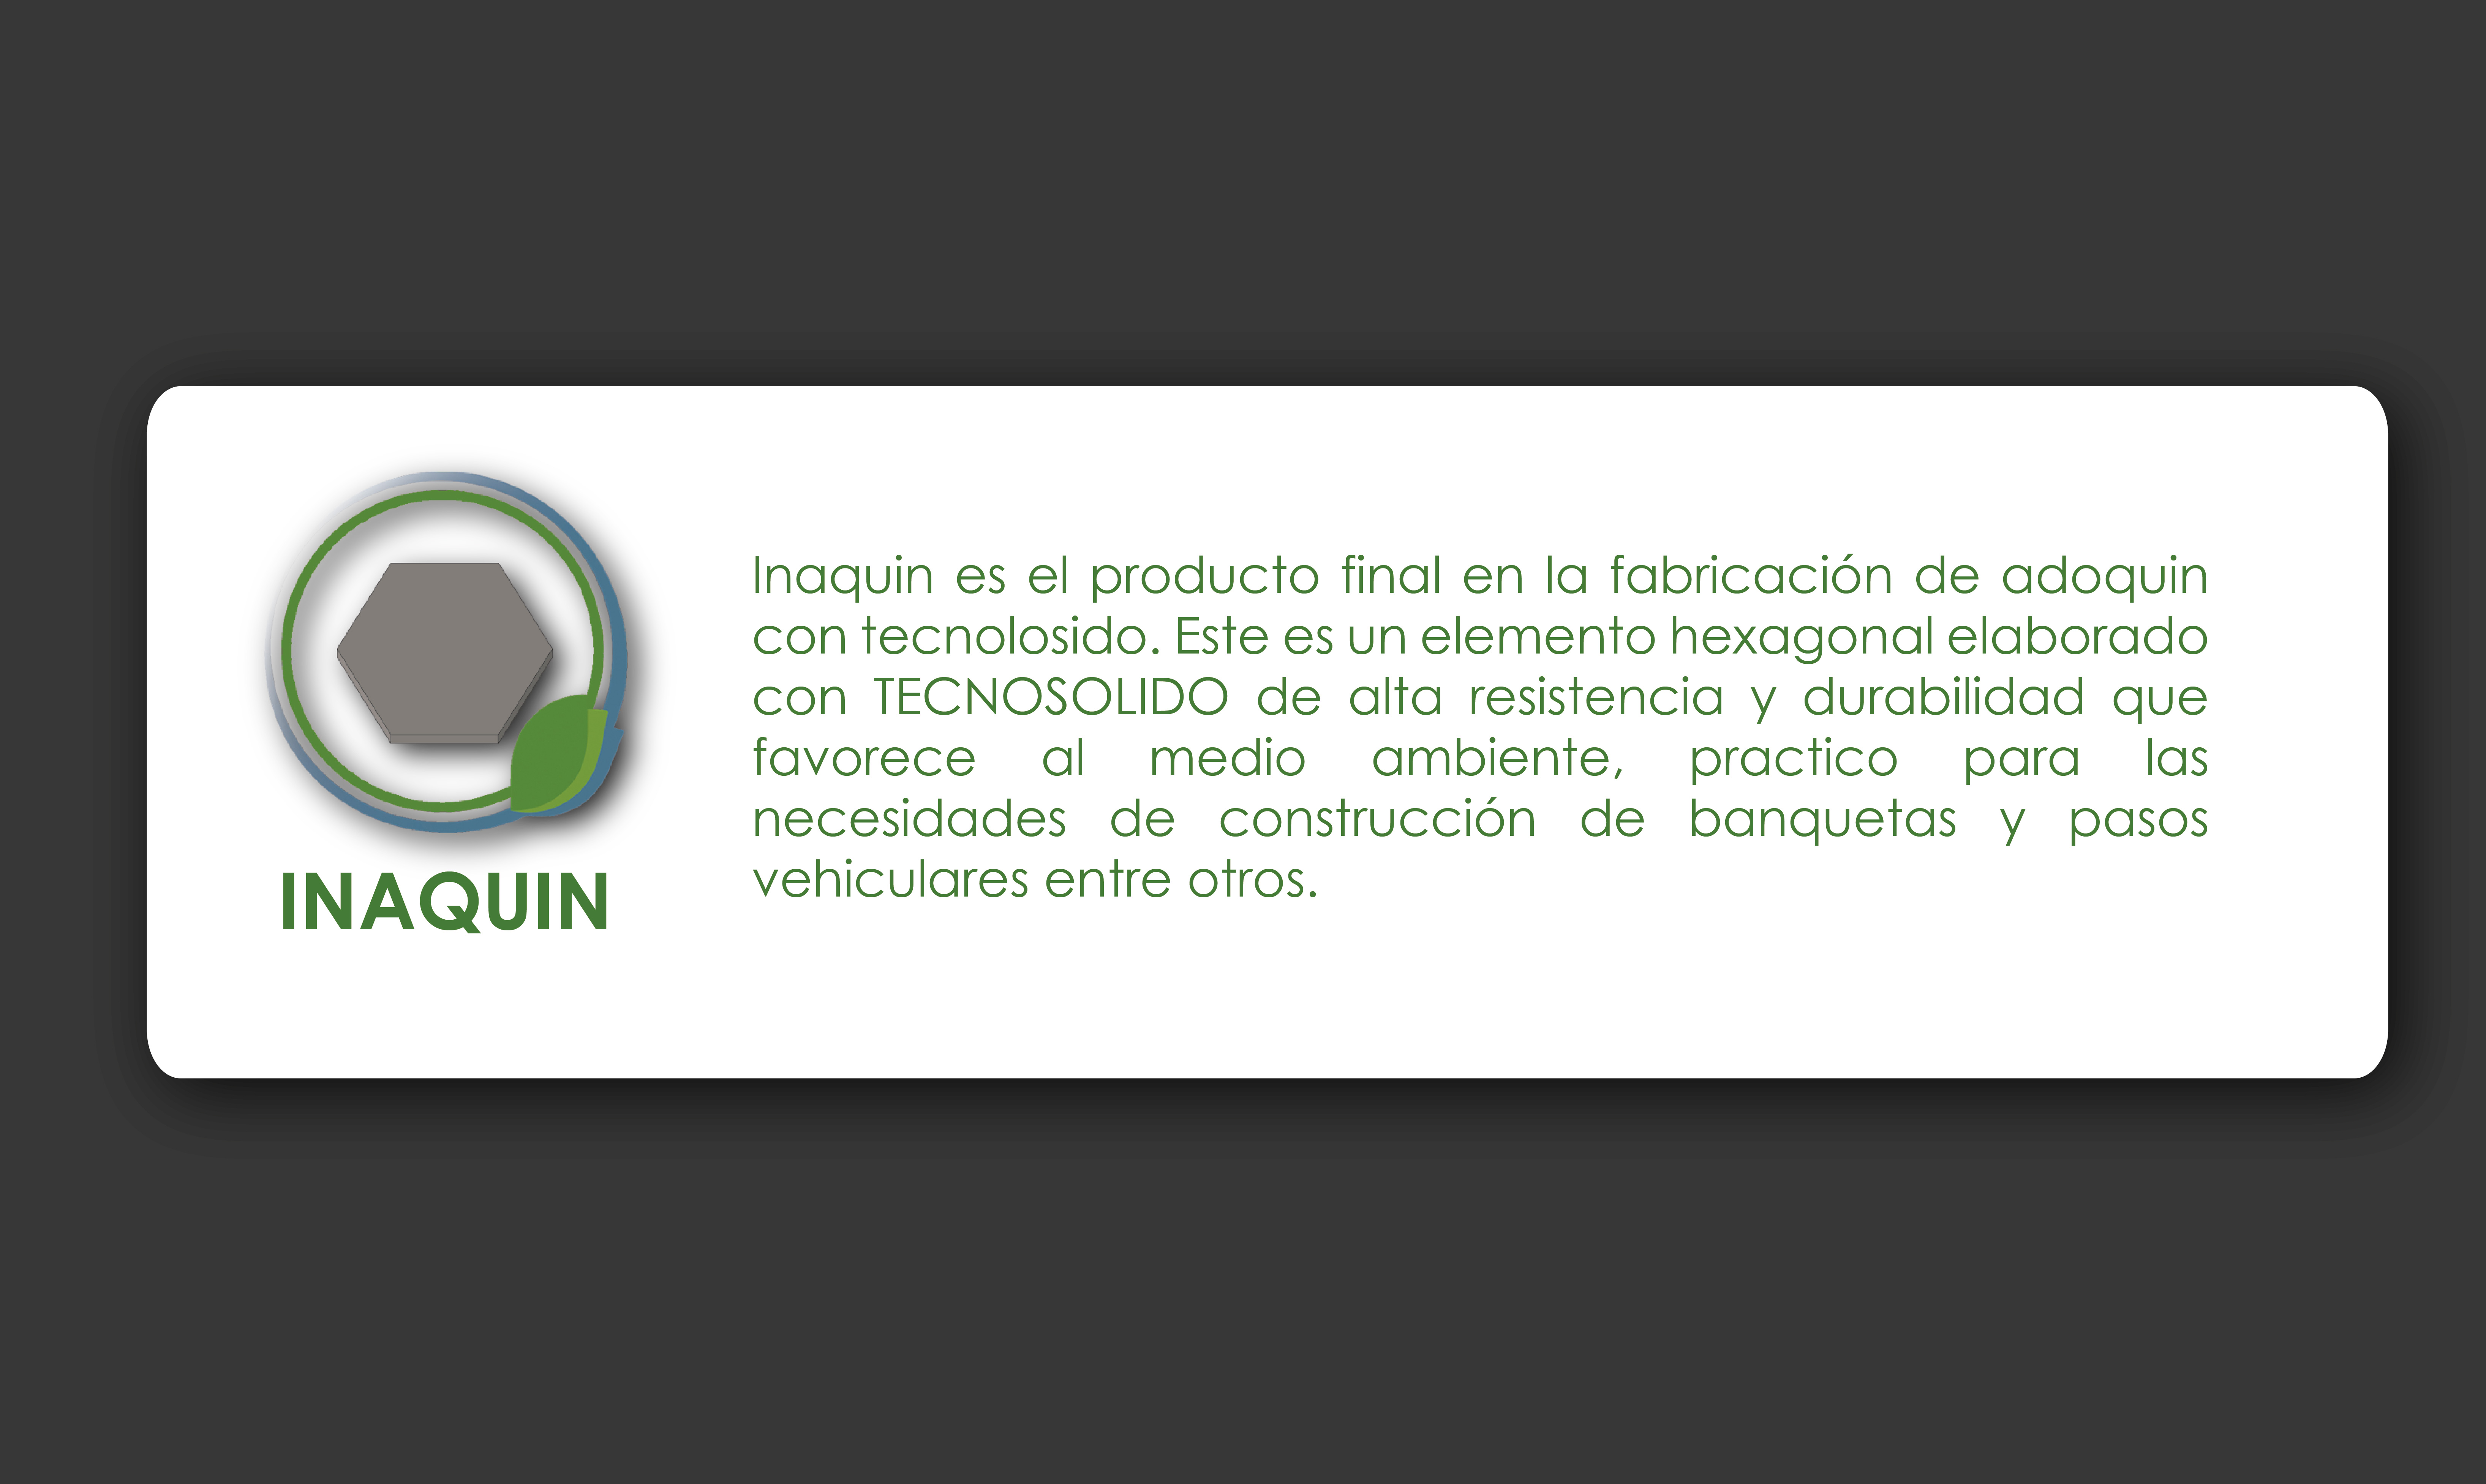 INAQUIN
Inaquin es el producto final en la fabricación de adoquin
con tecnolosido. Este es un elemento hexagonal elaborado
con TECNOSOLIDO de alta resistencia y durabilidad que
favorece al medio ambiente, practico para las
necesidades de construcción de banquetas y pasos
vehiculares entre otros.